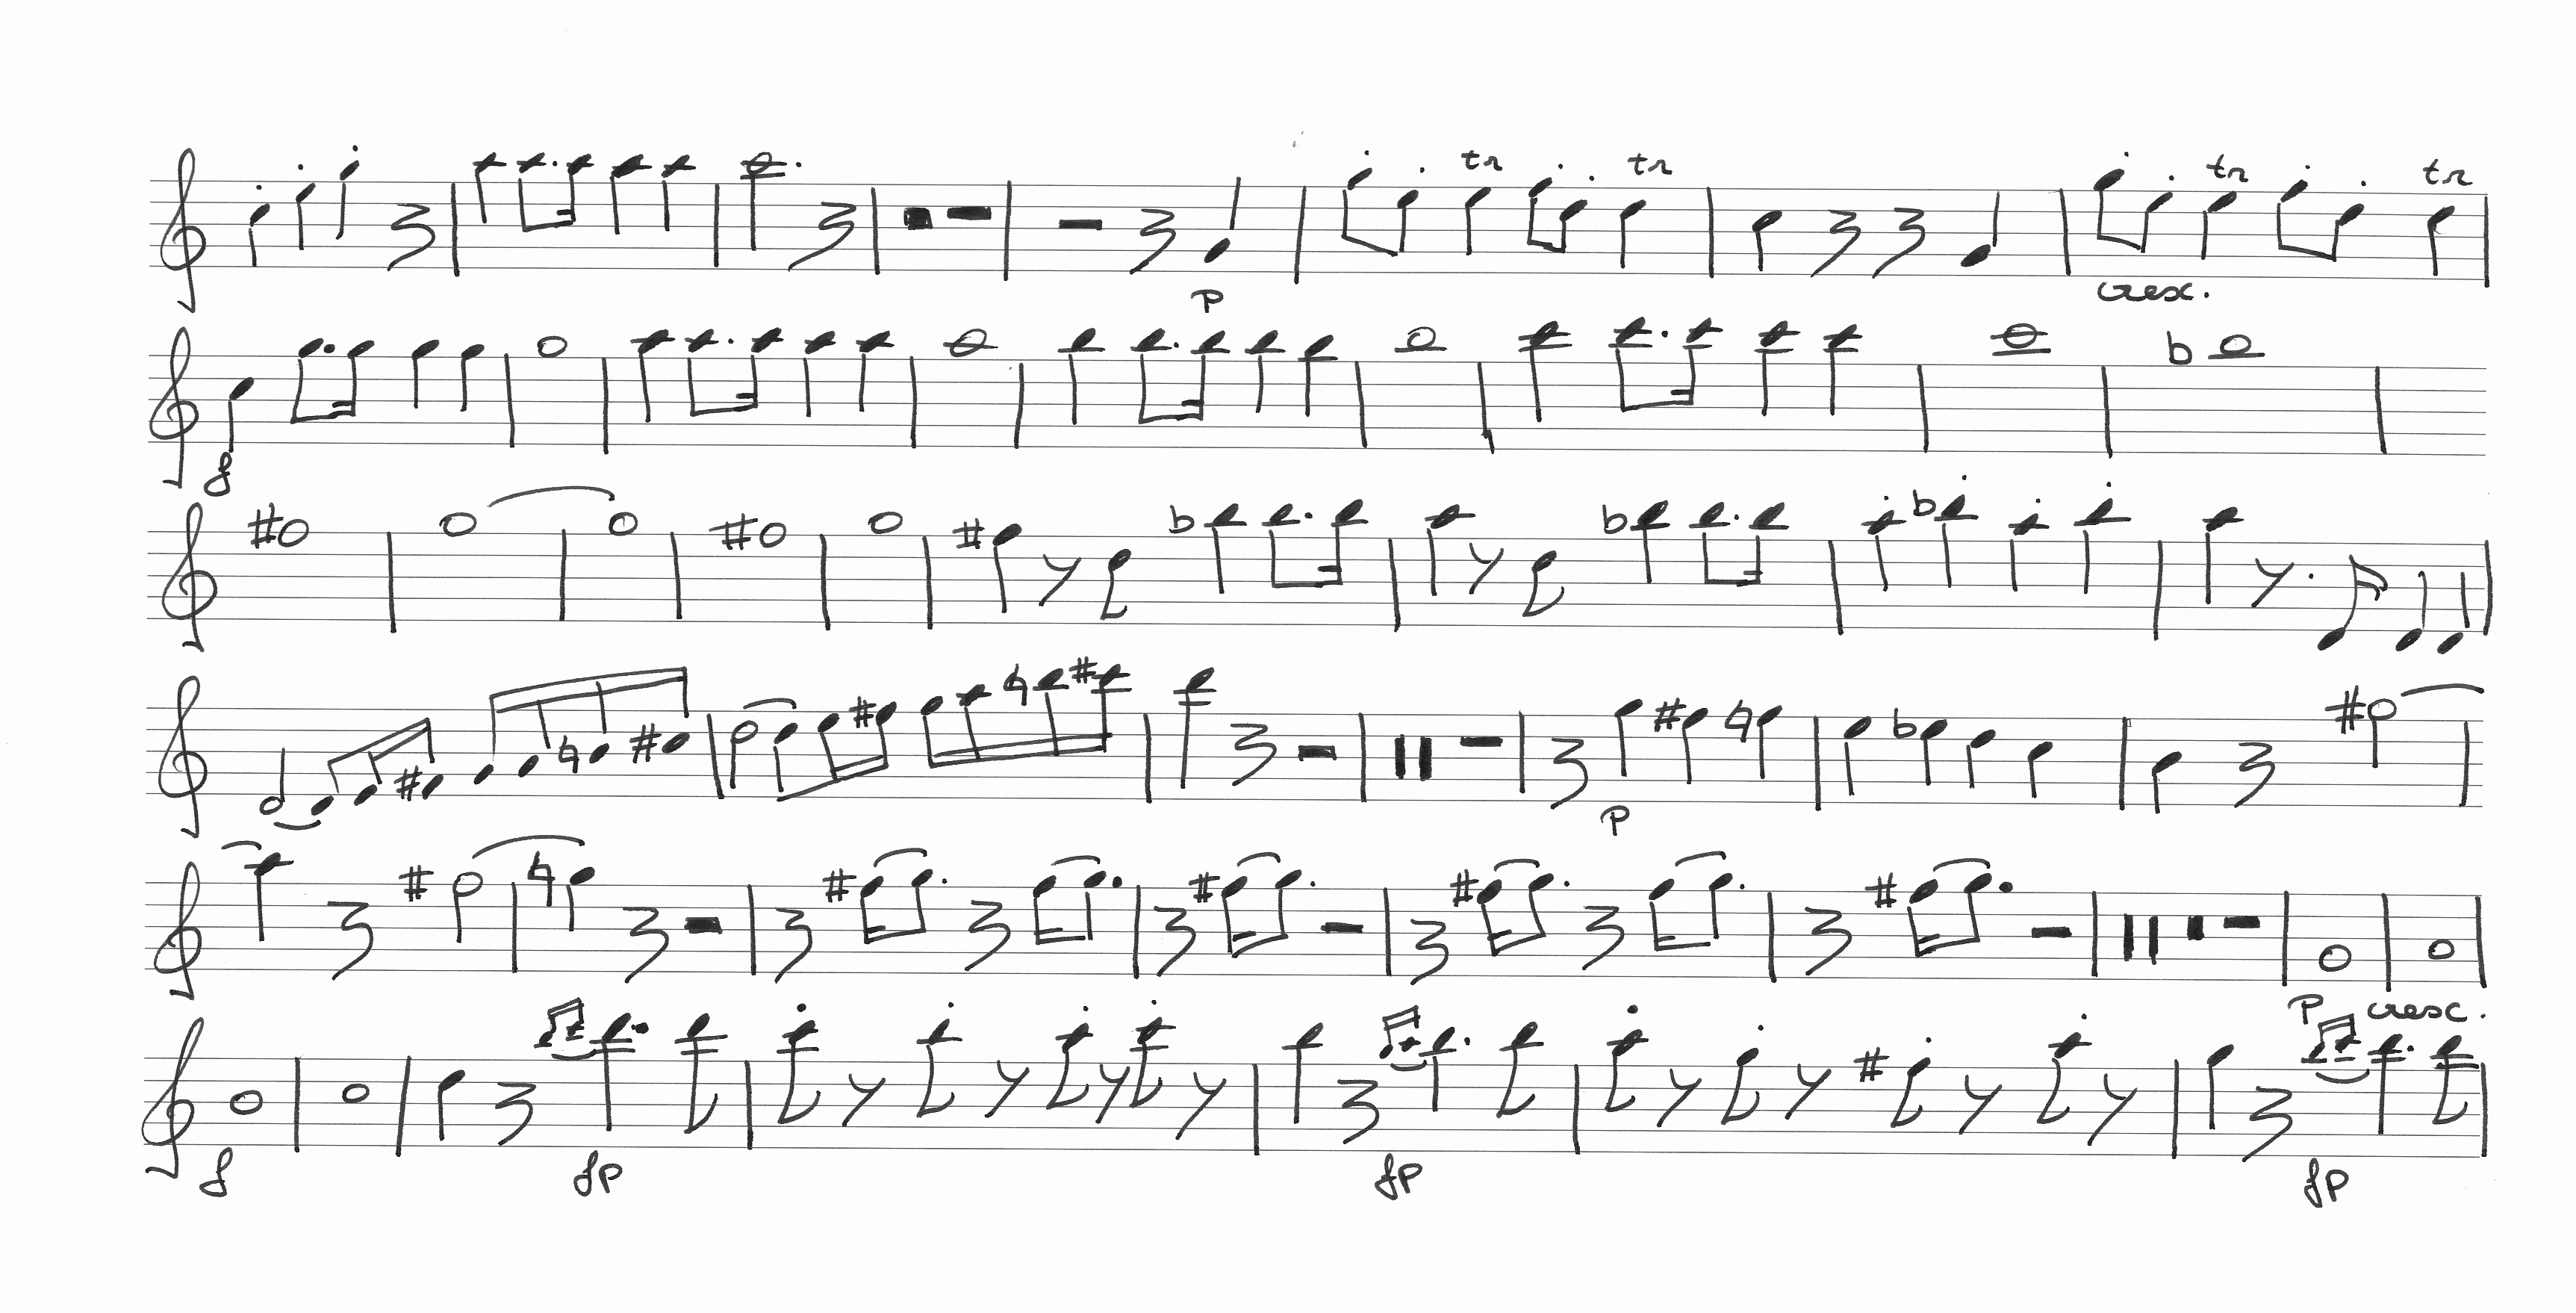 tr tr tr tr
p cresc.
f
p
p cresc.
f fp fp fp